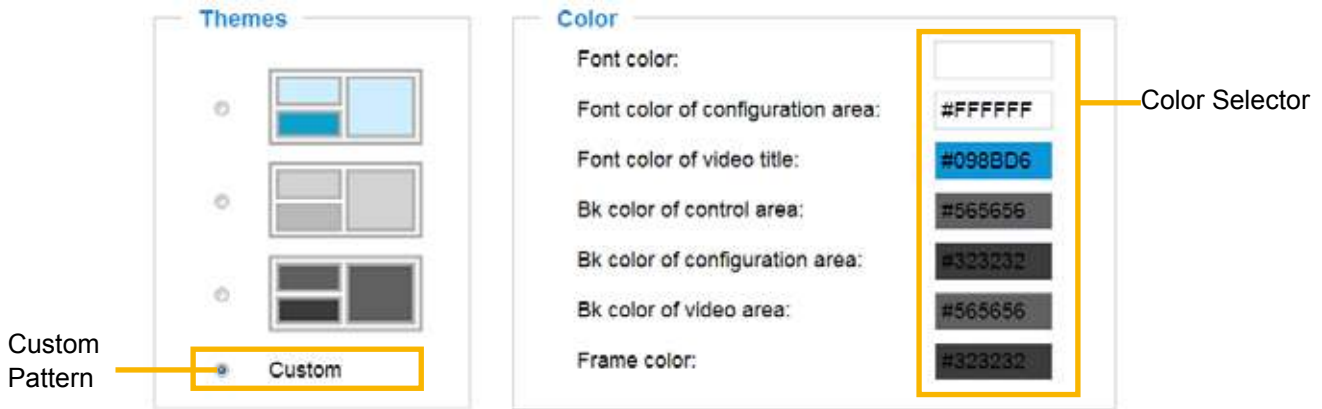 Themes
Custom
Custom
Pattern
Color
Font color:
Font color of configuration area: #FFFFFF
Font color of video title: #098BD6
Bk color of control area: #565656
Bk color of configuration area: #323232
Bk color of video area: #565656
Frame color: #323232
Color Selector